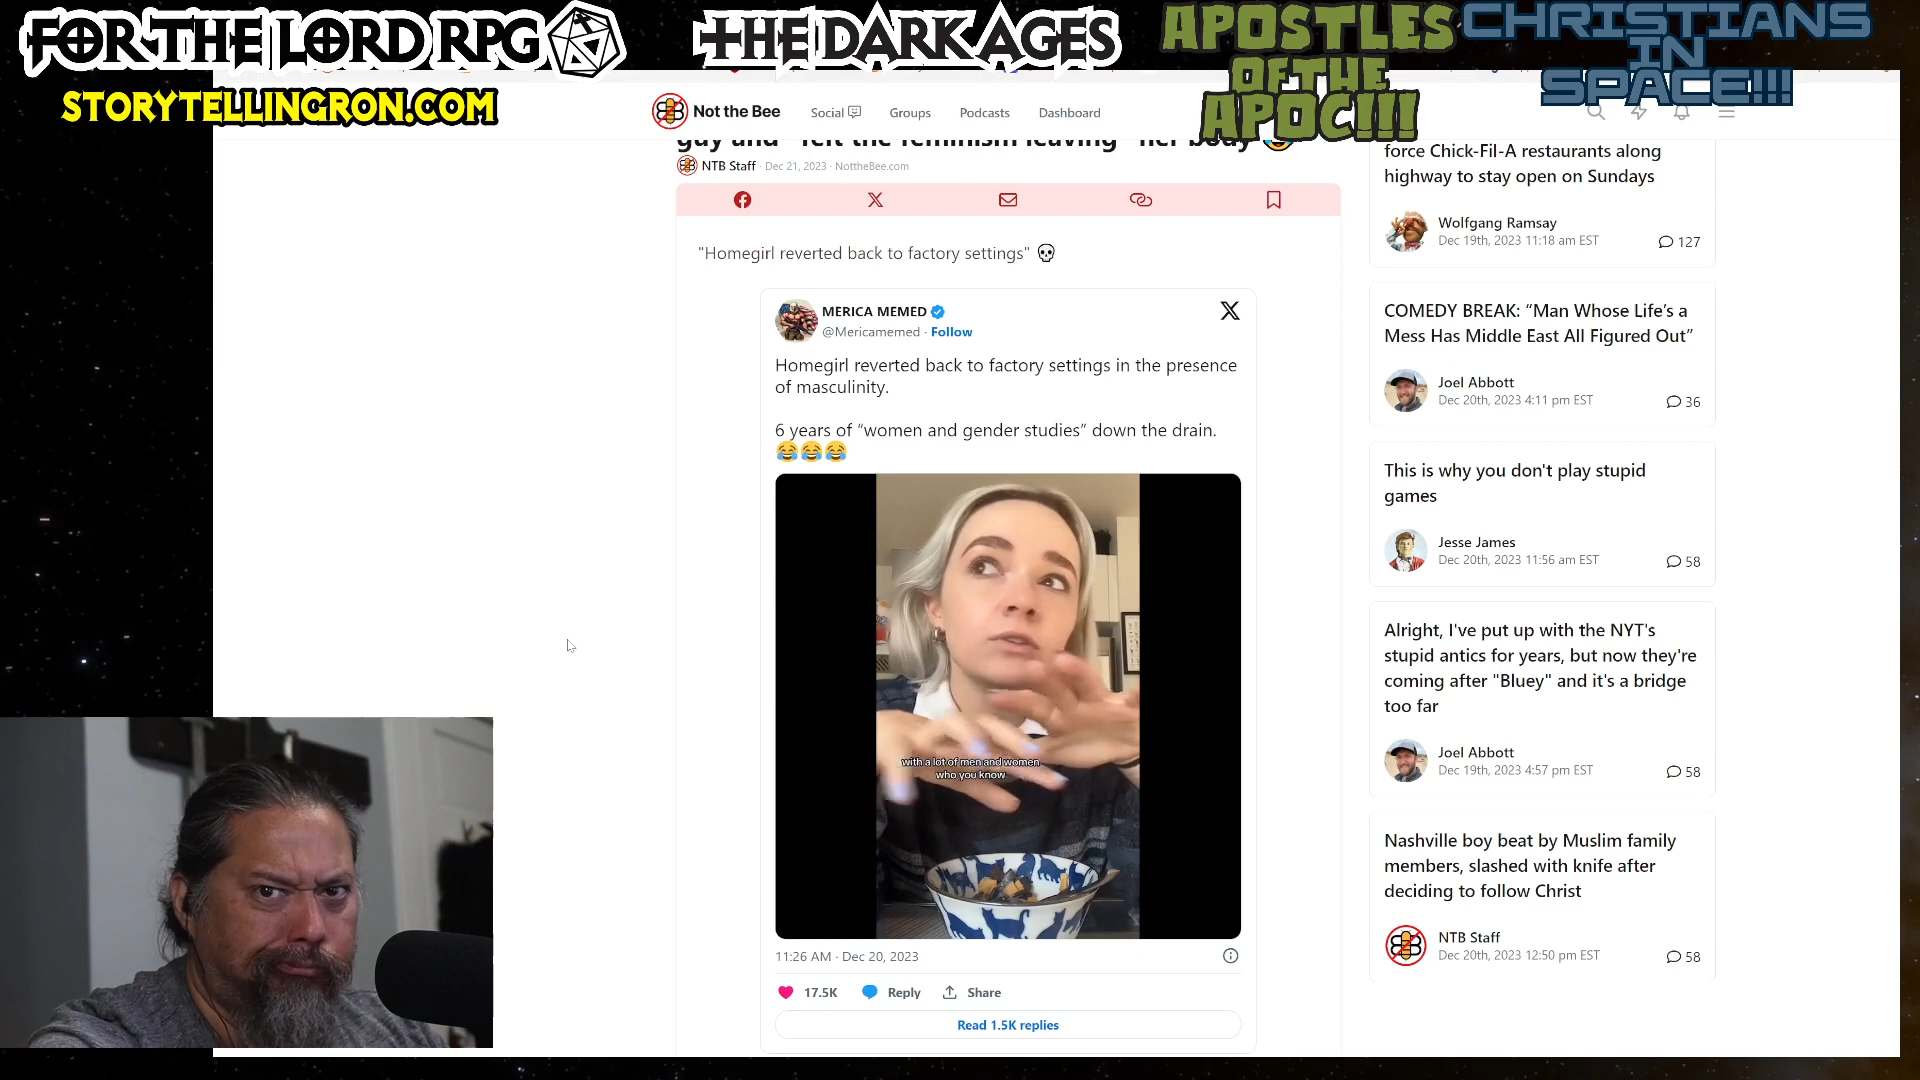 FOR THE LORD RPG
THE DARK AGES
APOSTLES
OF THE
APOC!!!
CHRISTIANS
IN
SPACE!!!
STORYTELLINGRON.COM
Not the Bee
Social
Groups
Podcasts
Dashboard
guy and "felt the feminism leaving" her body 🤣
NTB Staff · Dec 21, 2023 · NottheBee.com
"Homegirl reverted back to factory settings" 💀
MERICA MEMED
@Mericamemed · Follow
Homegirl reverted back to factory settings in the presence
of masculinity.
6 years of “women and gender studies” down the drain.
😂😂😂
with a lot of men and women
who you know
11:26 AM · Dec 20, 2023
17.5K
Reply
Share
Read 1.5K replies
force Chick-Fil-A restaurants along
highway to stay open on Sundays
Wolfgang Ramsay
Dec 19th, 2023 11:18 am EST
127
COMEDY BREAK: “Man Whose Life’s a
Mess Has Middle East All Figured Out”
Joel Abbott
Dec 20th, 2023 4:11 pm EST
36
This is why you don't play stupid
games
Jesse James
Dec 20th, 2023 11:56 am EST
58
Alright, I've put up with the NYT's
stupid antics for years, but now they're
coming after "Bluey" and it's a bridge
too far
Joel Abbott
Dec 19th, 2023 4:57 pm EST
58
Nashville boy beat by Muslim family
members, slashed with knife after
deciding to follow Christ
NTB Staff
Dec 20th, 2023 12:50 pm EST
58